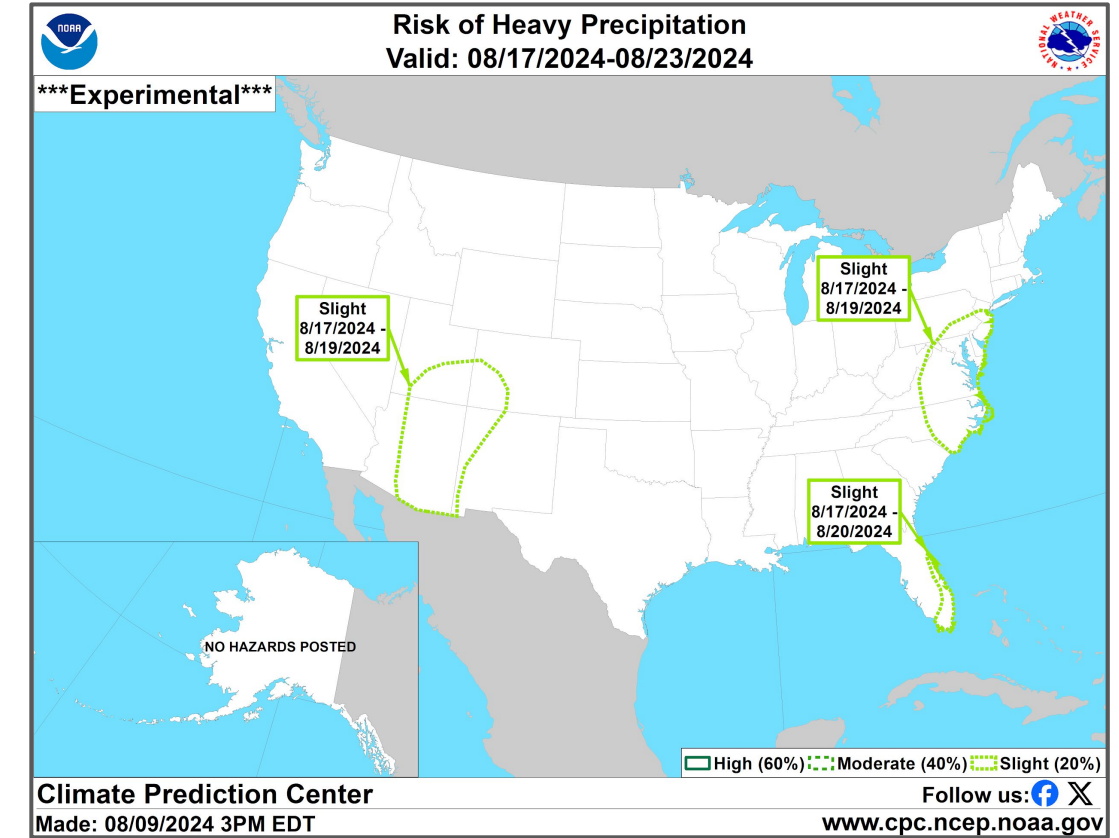 NOAA
Risk of Heavy Precipitation
Valid: 08/17/2024-08/23/2024
NATIONAL WEATHER SERVICE
***Experimental***
Slight
8/17/2024 -
8/19/2024
Slight
8/17/2024 -
8/19/2024
Slight
8/17/2024 -
8/20/2024
NO HAZARDS POSTED
High (60%) Moderate (40%) Slight (20%)
Climate Prediction Center
Follow us:
Made: 08/09/2024 3PM EDT
www.cpc.ncep.noaa.gov